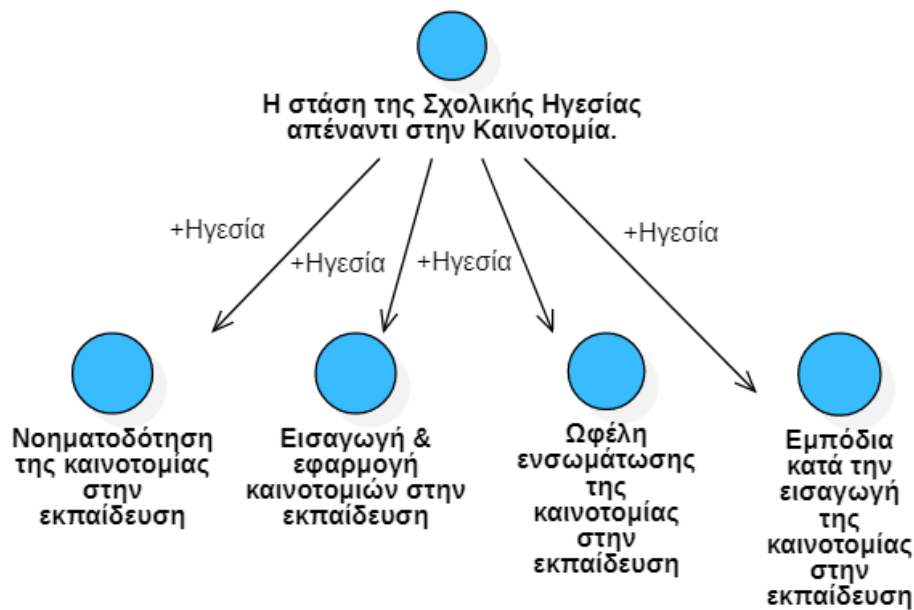 Η στάση της Σχολικής Ηγεσίας
απέναντι στην Καινοτομία.
+Ηγεσία
+Ηγεσία
+Ηγεσία
+Ηγεσία
Νοηματοδότηση
της καινοτομίας
στην
εκπαίδευση
Εισαγωγή &
εφαρμογή
καινοτομιών στην
εκπαίδευση
Ωφέλη
ενσωμάτωσης
της
καινοτομίας
στην
εκπαίδευση
Εμπόδια
κατά την
εισαγωγή
της
καινοτομίας
στην
εκπαίδευση